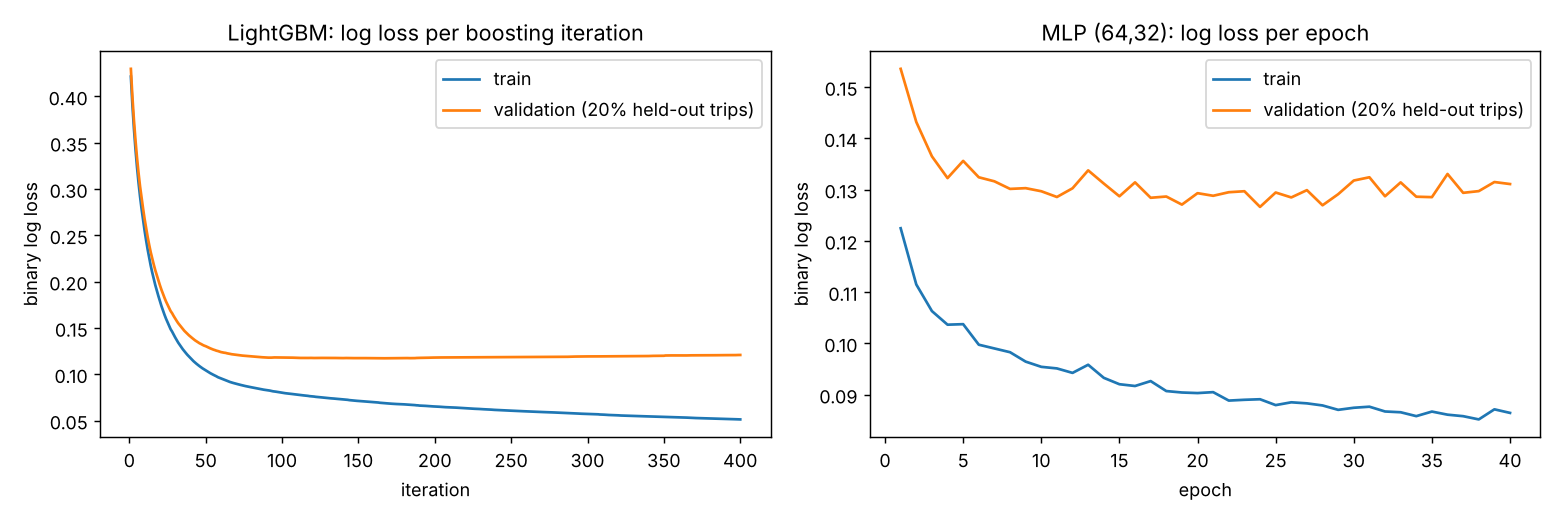 LightGBM: log loss per boosting iteration
train
validation (20% held-out trips)
0.40
0.35
0.30
0.25
0.20
0.15
0.10
0.05
binary log loss
0 50 100 150 200 250 300 350 400
iteration
MLP (64,32): log loss per epoch
train
validation (20% held-out trips)
0.15
0.14
0.13
0.12
0.11
0.10
0.09
binary log loss
0 5 10 15 20 25 30 35 40
epoch